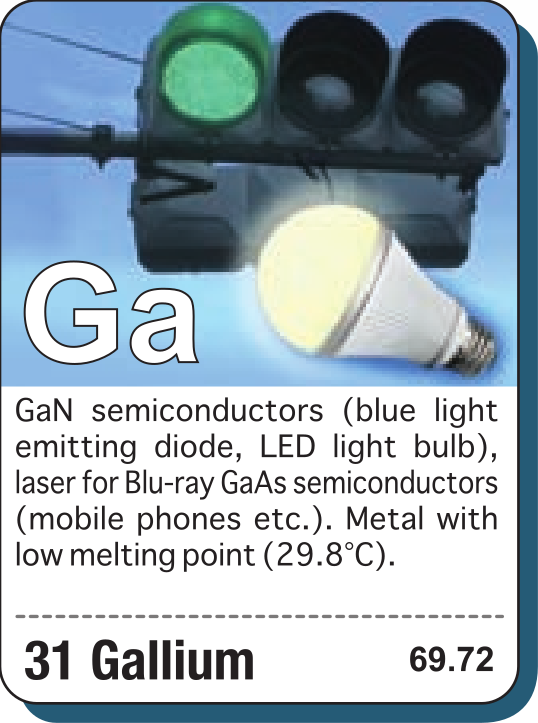 Ga
GaN semiconductors (blue light
emitting diode, LED light bulb),
laser for Blu-ray GaAs semiconductors
(mobile phones etc.). Metal with
low melting point (29.8°C).
31 Gallium 69.72